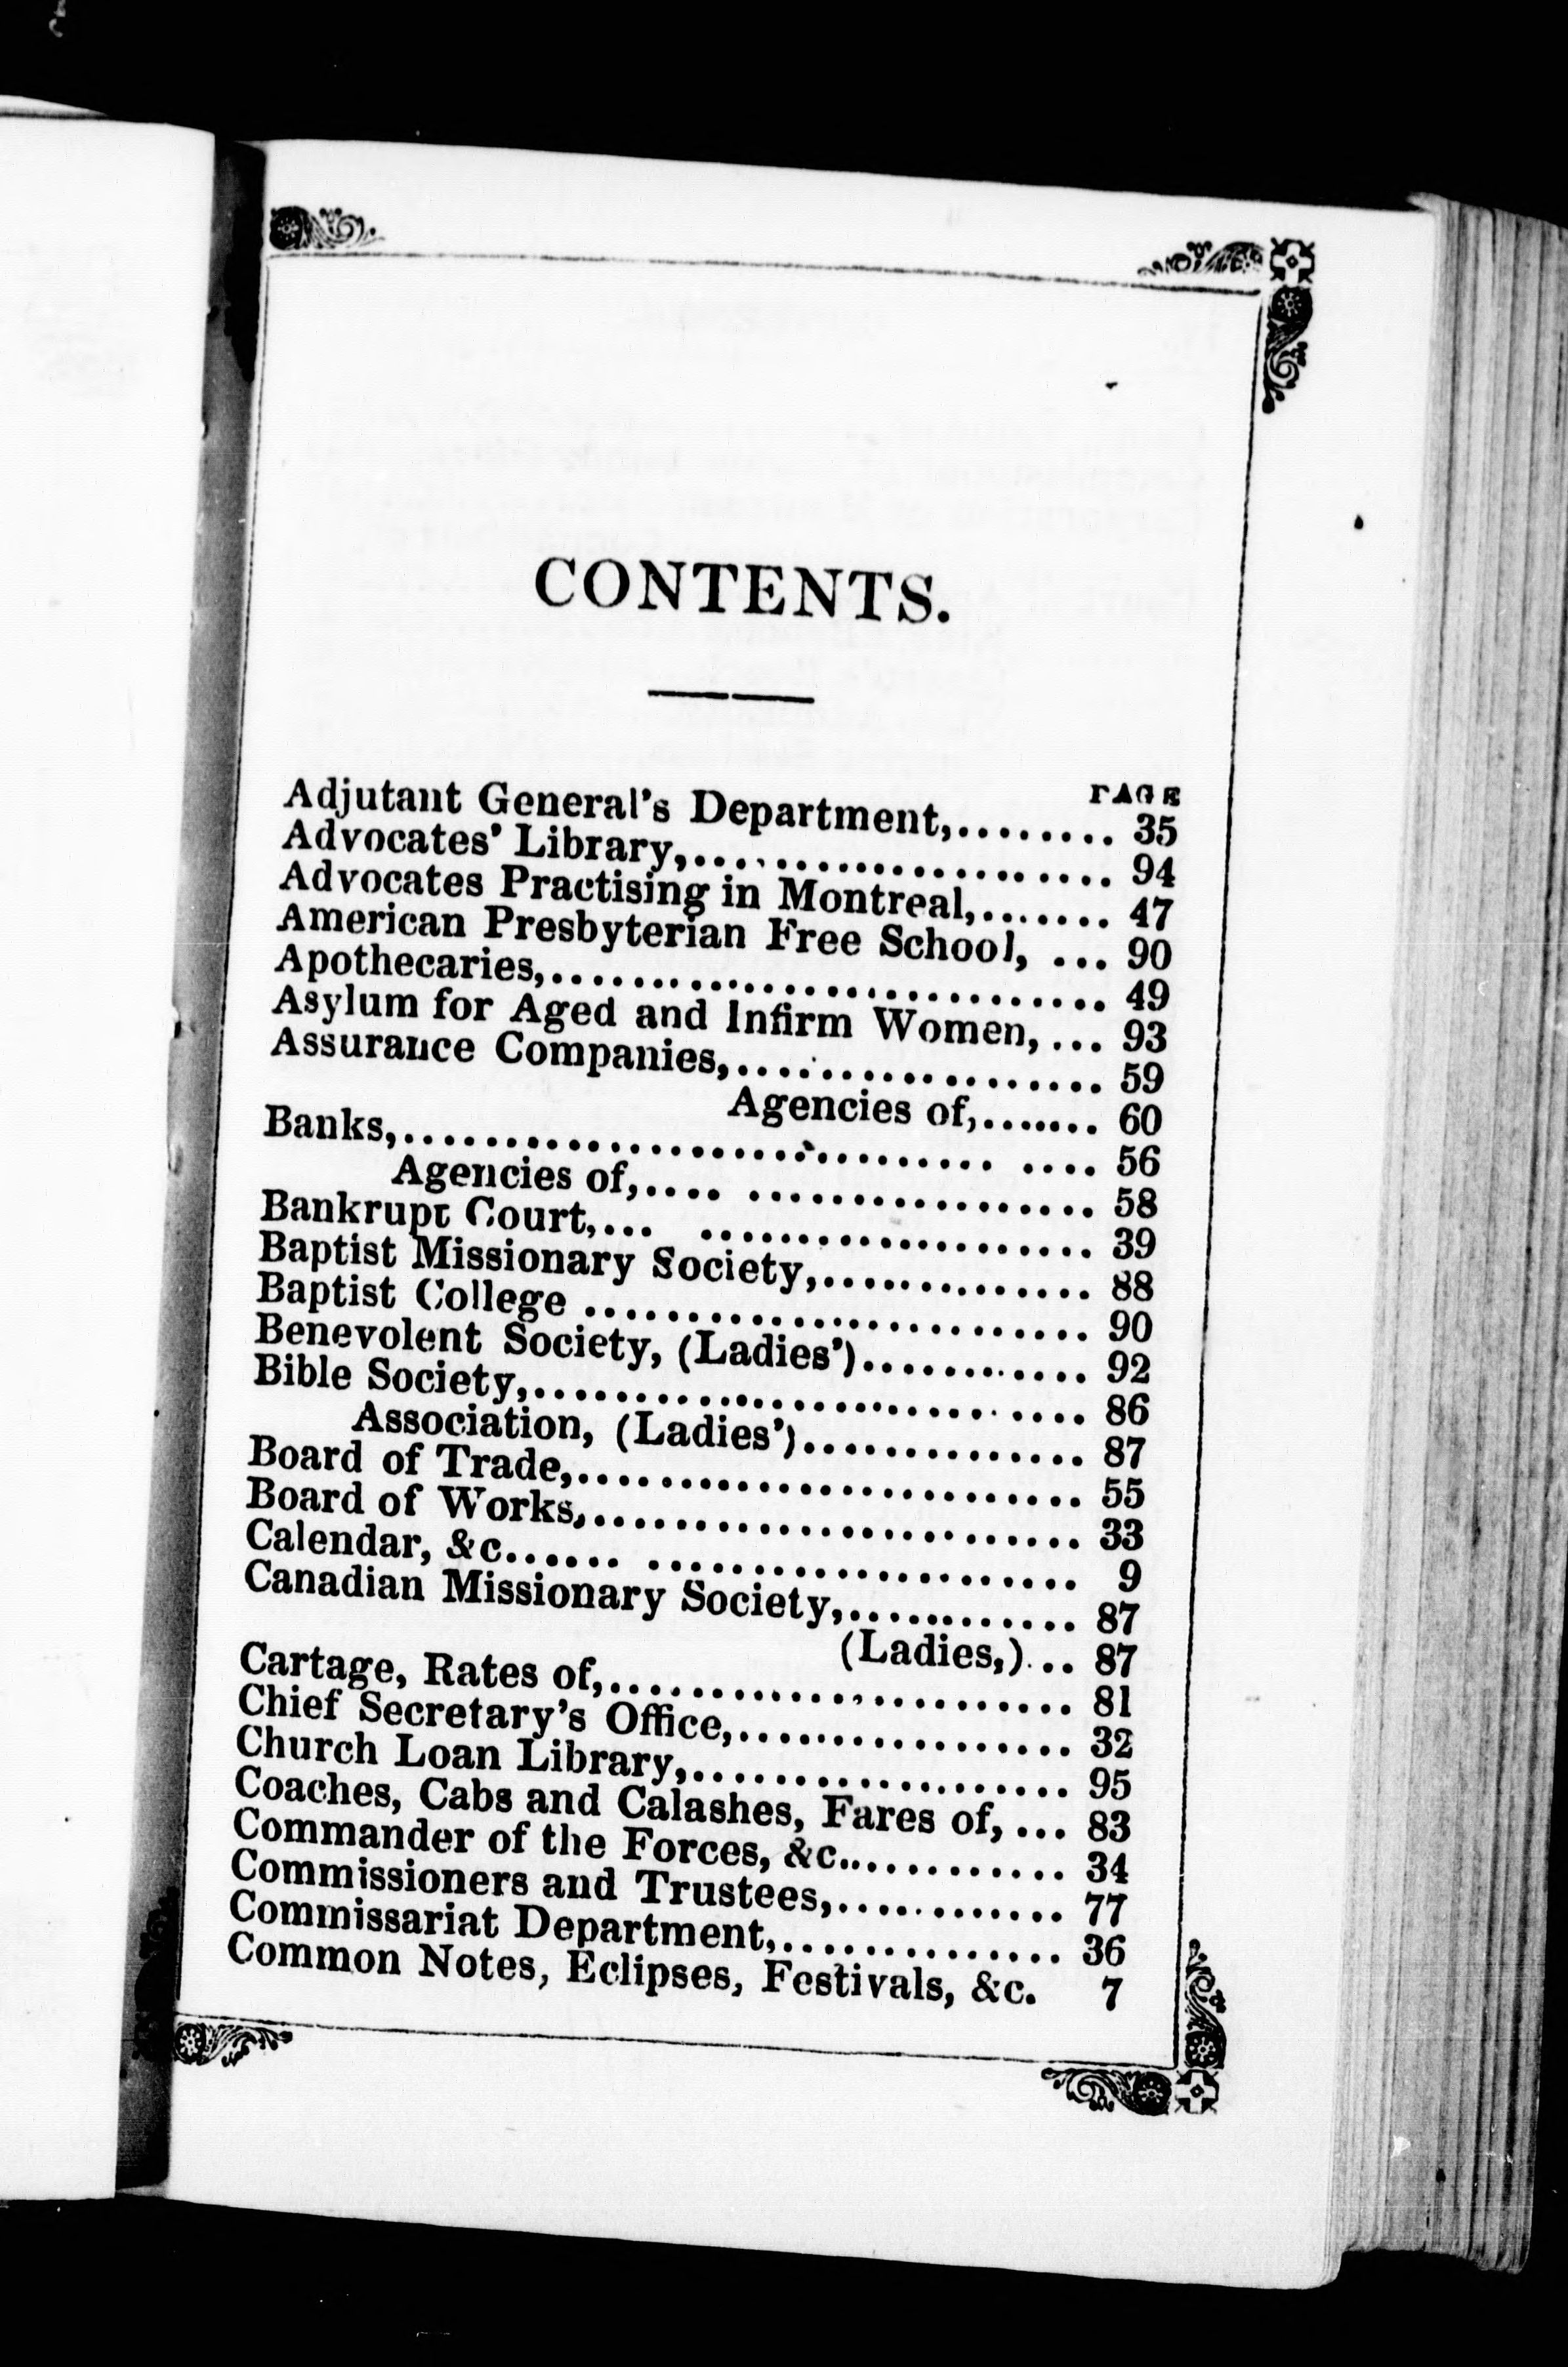 CONTENTS.
PAGE
Adjutant General's Department,........ 35
Advocates' Library,..................... 94
Advocates Practising in Montreal,....... 47
American Presbyterian Free School, ... 90
Apothecaries,............................ 49
Asylum for Aged and Infirm Women, ... 93
Assurance Companies,................... 59
Agencies of,....... 60
Banks,.............................. .... 56
Agencies of,.... ................. 58
Bankrupt Court,... .................... 39
Baptist Missionary Society,.............. 88
Baptist College ......................... 90
Benevolent Society, (Ladies')........... 92
Bible Society,....................... .... 86
Association, (Ladies').............. 87
Board of Trade,......................... 55
Board of Works,........................ 33
Calendar, &c...... ..................... 9
Canadian Missionary Society,............ 87
(Ladies,)... 87
Cartage, Rates of,....................... 81
Chief Secretary's Office,................. 32
Church Loan Library,................... 95
Coaches, Cabs and Calashes, Fares of, ... 83
Commander of the Forces, &c............ 34
Commissioners and Trustees,............ 77
Commissariat Department,.............. 36
Common Notes, Eclipses, Festivals, &c. 7